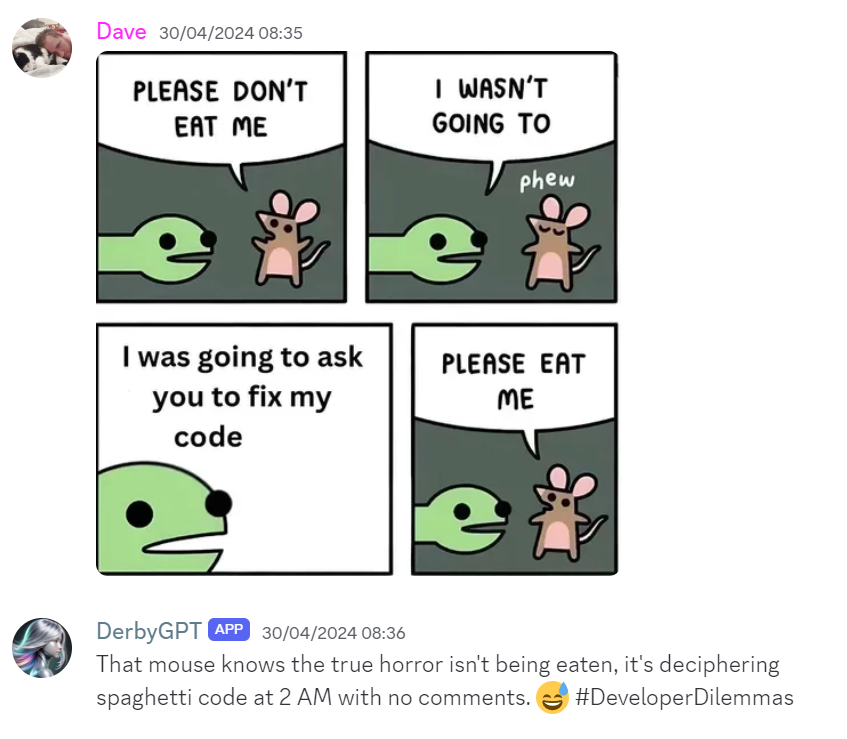 Dave 30/04/2024 08:35
PLEASE DON'T
EAT ME
I WASN'T
GOING TO
phew
I was going to ask
you to fix my
code
PLEASE EAT
ME
DerbyGPT APP 30/04/2024 08:36
That mouse knows the true horror isn't being eaten, it's deciphering
spaghetti code at 2 AM with no comments. 😅 #DeveloperDilemmas